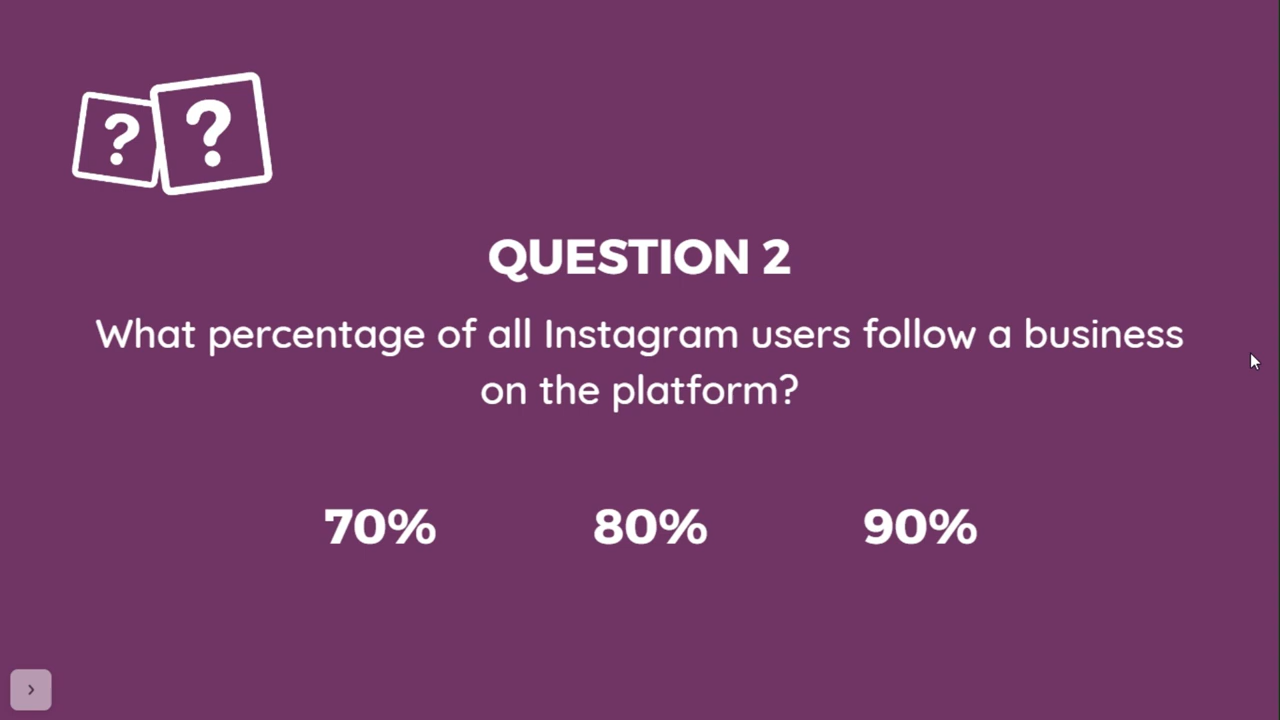 ? ?
QUESTION 2
What percentage of all Instagram users follow a business
on the platform?
70% 80% 90%